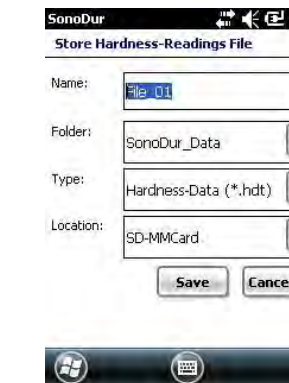 SonoDur
Store Hardness-Readings File
Name: File_01
Folder: SonoDur_Data
Type: Hardness-Data (*.hdt)
Location: SD-MMCard
Save Cance